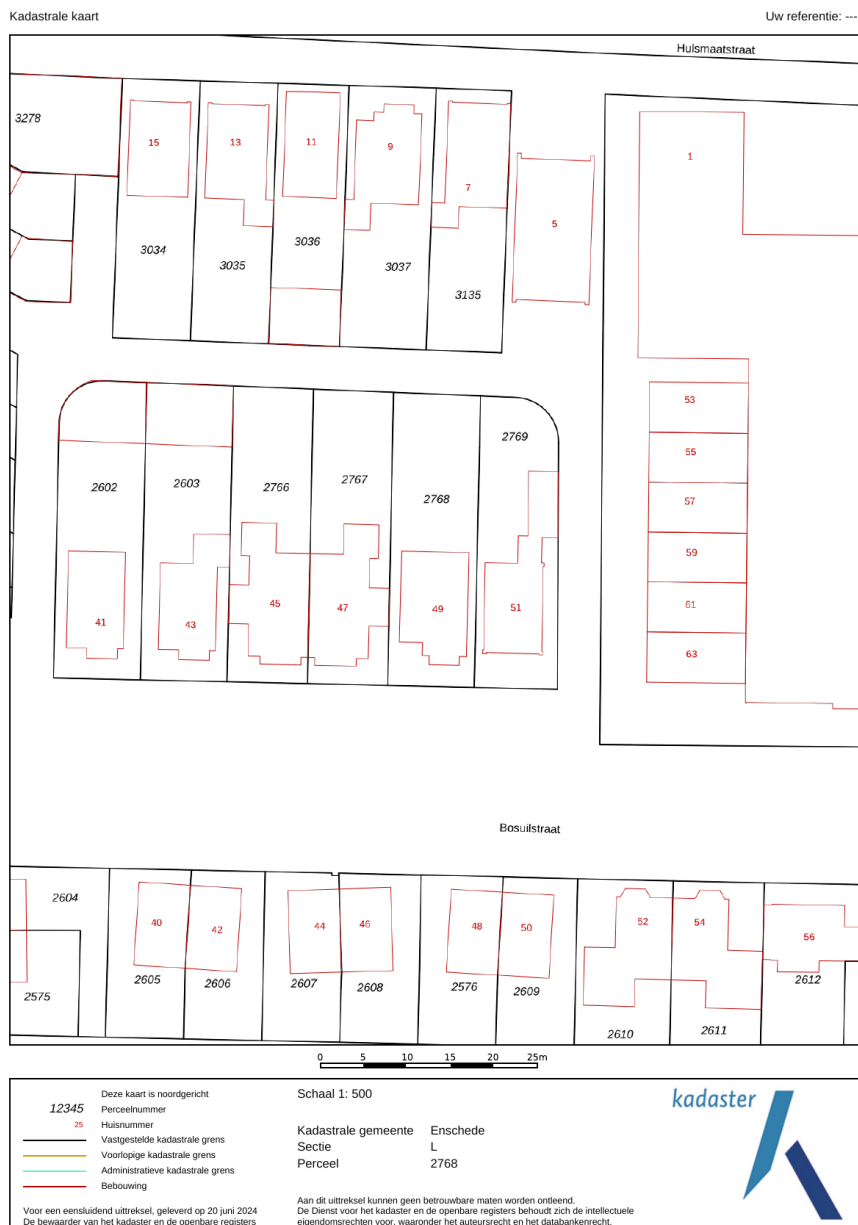 Kadastrale kaart
Uw referentie: ---
Hulsmaatstraat
3278
15
13
11
9
7
5
1
3034
3035
3036
3037
3135
53
55
57
59
61
63
2602
2603
2766
2767
2768
2769
41
43
45
47
49
51
Bosuilstraat
2604
40
42
44
46
48
50
52
54
56
2575
2605
2606
2607
2608
2576
2609
2610
2611
2612
0 5 10 15 20 25m
Deze kaart is noordgericht
12345 Perceelnummer
25 Huisnummer
Vastgestelde kadastrale grens
Voorlopige kadastrale grens
Administratieve kadastrale grens
Bebouwing
Voor een eensluidend uittreksel, geleverd op 20 juni 2024
De bewaarder van het kadaster en de openbare registers
Schaal 1: 500
Kadastrale gemeente Enschede
Sectie L
Perceel 2768
Aan dit uittreksel kunnen geen betrouwbare maten worden ontleend.
De Dienst voor het kadaster en de openbare registers behoudt zich de intellectuele
eigendomsrechten voor, waaronder het auteursrecht en het databankenrecht.
kadaster